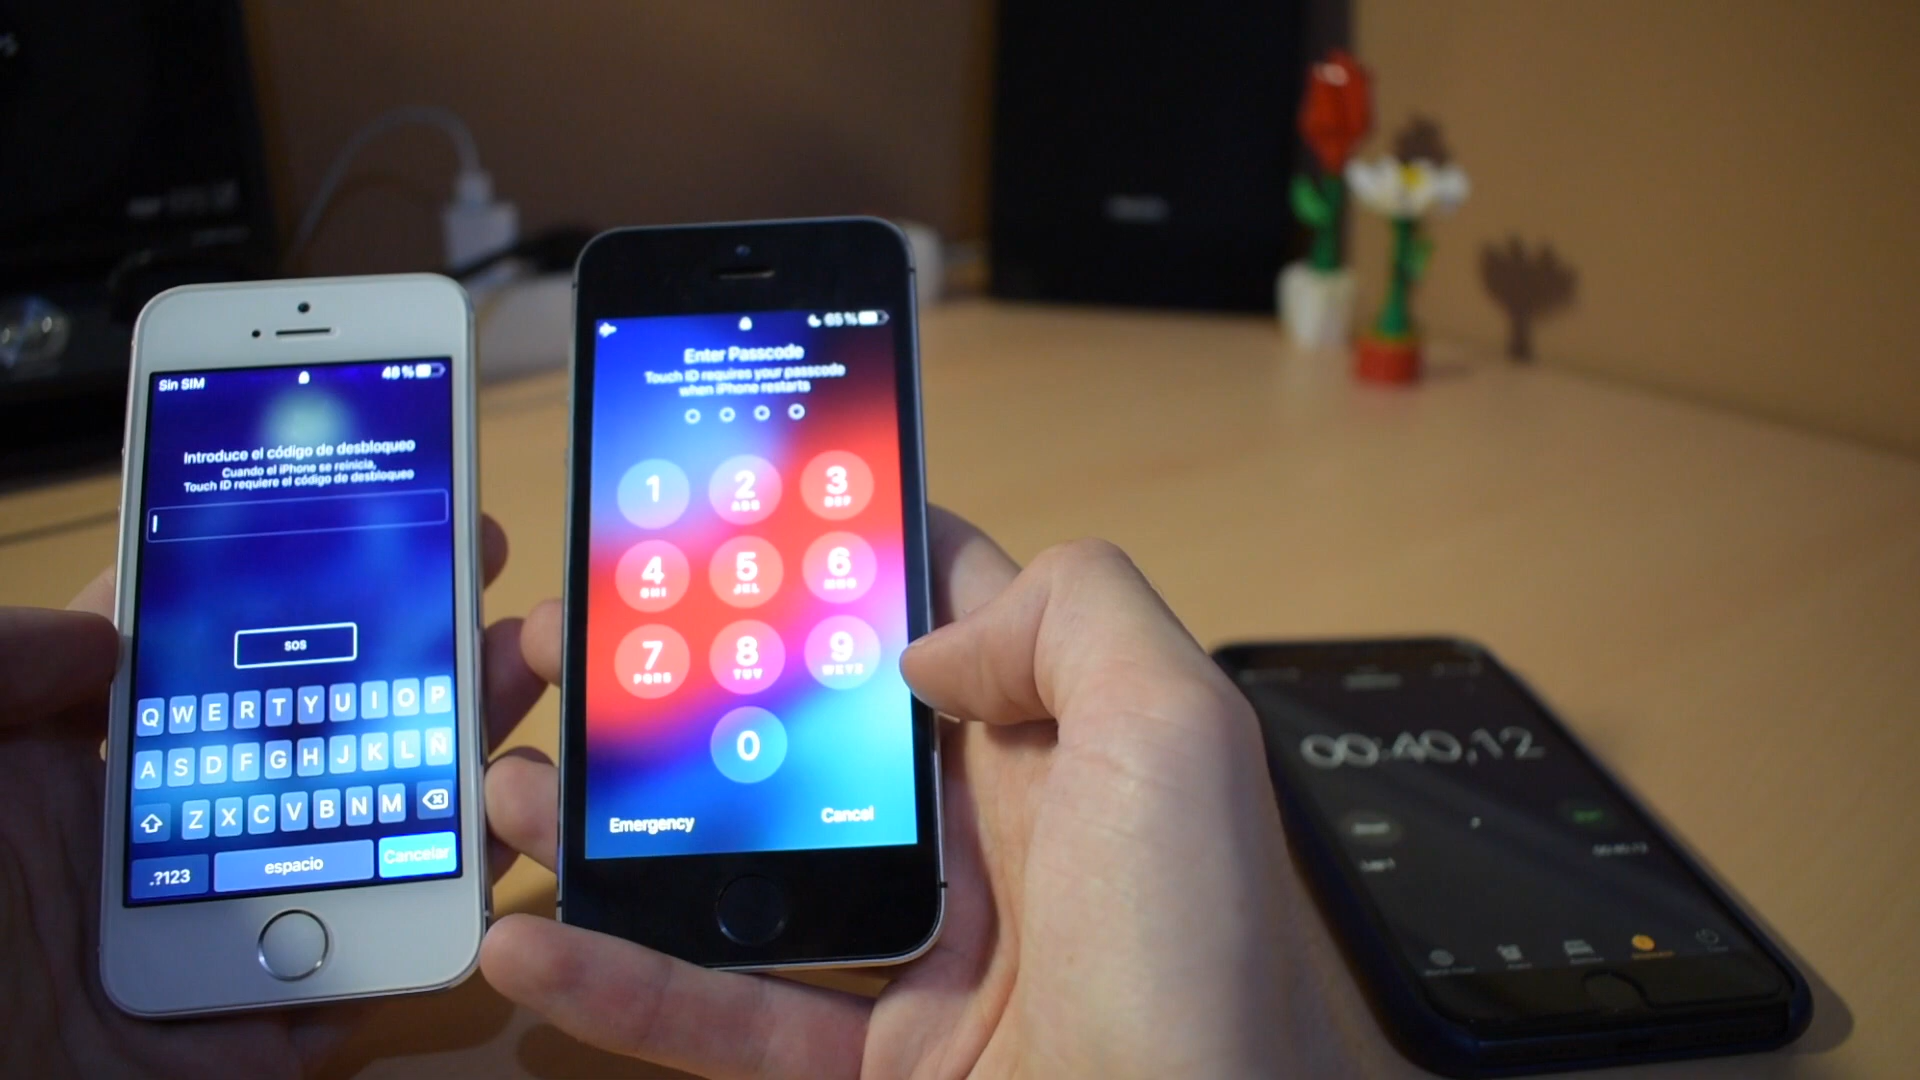 Sin SIM
48 %
Introduce el código de desbloqueo
Cuando el iPhone se reinicia,
Touch ID requiere el código de desbloqueo
SOS
Q W E R T Y U I O P
A S D F G H J K L Ñ
Z X C V B N M
.?123 espacio Cancelar
65 %
Enter Passcode
Touch ID requires your passcode
when iPhone restarts
1 2 ABC 3 DEF
4 GHI 5 JKL 6 MNO
7 PQRS 8 TUV 9 WXYZ
0
Emergency Cancel
00:40,12